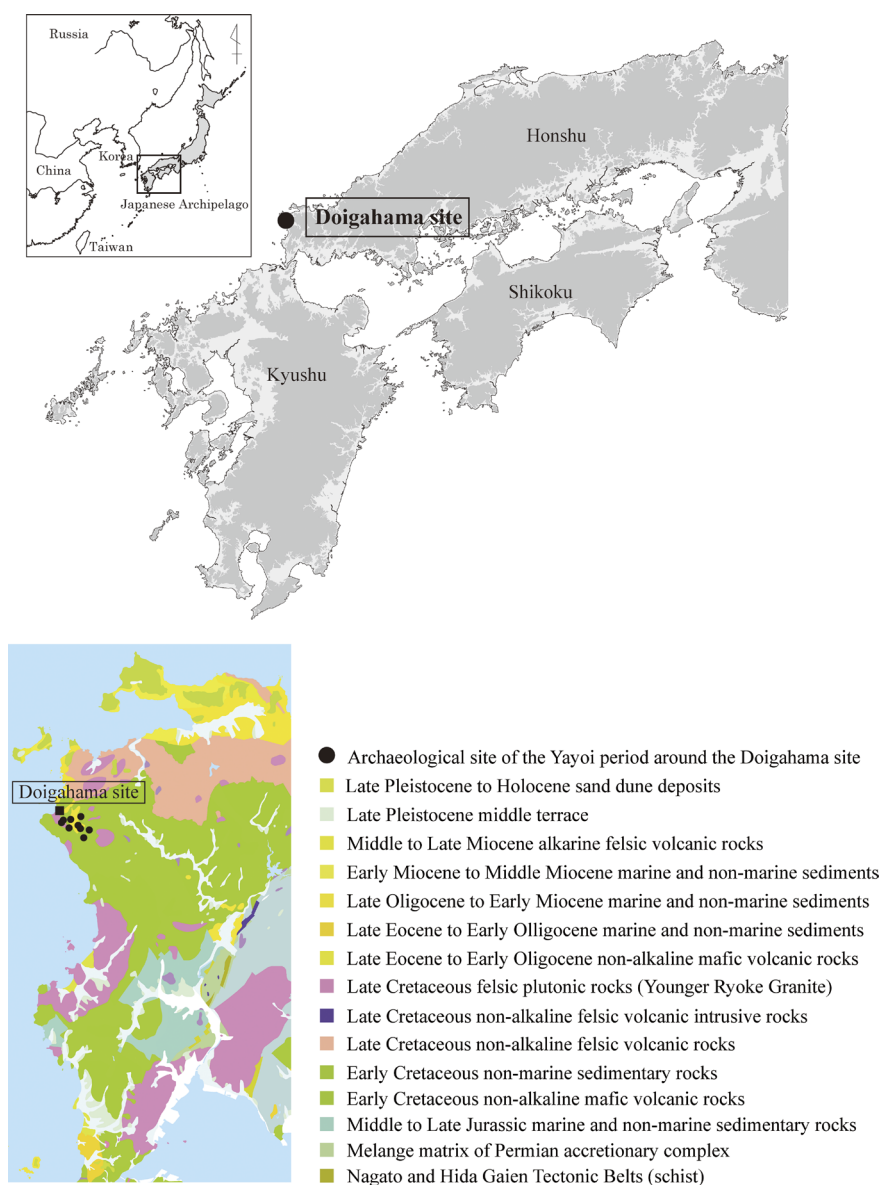 Russia
Korea
China
Japanese Archipelago
Taiwan
Honshu
Doigahama site
Shikoku
Kyushu
Doigahama site
Archaeological site of the Yayoi period around the Doigahama site
Late Pleistocene to Holocene sand dune deposits
Late Pleistocene middle terrace
Middle to Late Miocene alkarine felsic volcanic rocks
Early Miocene to Middle Miocene marine and non-marine sediments
Late Oligocene to Early Miocene marine and non-marine sediments
Late Eocene to Early Olligocene marine and non-marine sediments
Late Eocene to Early Oligocene non-alkaline mafic volcanic rocks
Late Cretaceous felsic plutonic rocks (Younger Ryoke Granite)
Late Cretaceous non-alkaline felsic volcanic intrusive rocks
Late Cretaceous non-alkaline felsic volcanic rocks
Early Cretaceous non-marine sedimentary rocks
Early Cretaceous non-alkaline mafic volcanic rocks
Middle to Late Jurassic marine and non-marine sedimentary rocks
Melange matrix of Permian accretionary complex
Nagato and Hida Gaien Tectonic Belts (schist)